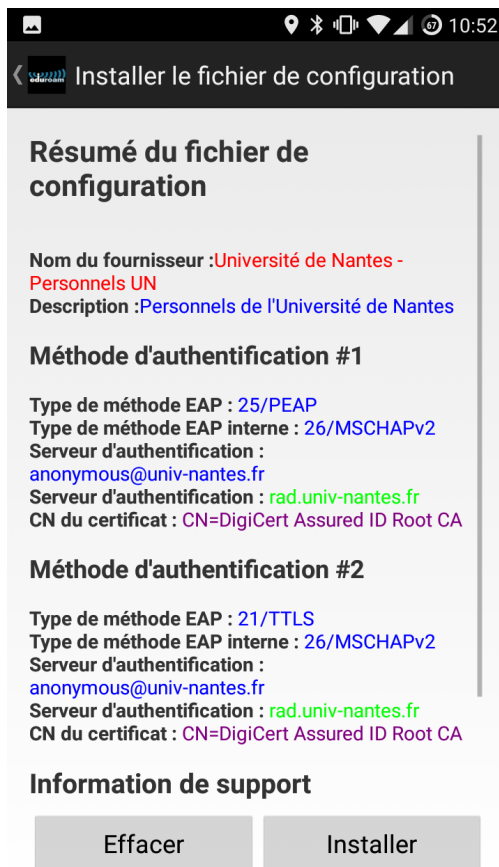 67 10:52
eduroam Installer le fichier de configuration
Résumé du fichier de
configuration
Nom du fournisseur :Université de Nantes -
Personnels UN
Description :Personnels de l'Université de Nantes
Méthode d'authentification #1
Type de méthode EAP : 25/PEAP
Type de méthode EAP interne : 26/MSCHAPv2
Serveur d'authentification :
anonymous@univ-nantes.fr
Serveur d'authentification : rad.univ-nantes.fr
CN du certificat : CN=DigiCert Assured ID Root CA
Méthode d'authentification #2
Type de méthode EAP : 21/TTLS
Type de méthode EAP interne : 26/MSCHAPv2
Serveur d'authentification :
anonymous@univ-nantes.fr
Serveur d'authentification : rad.univ-nantes.fr
CN du certificat : CN=DigiCert Assured ID Root CA
Information de support
Effacer Installer